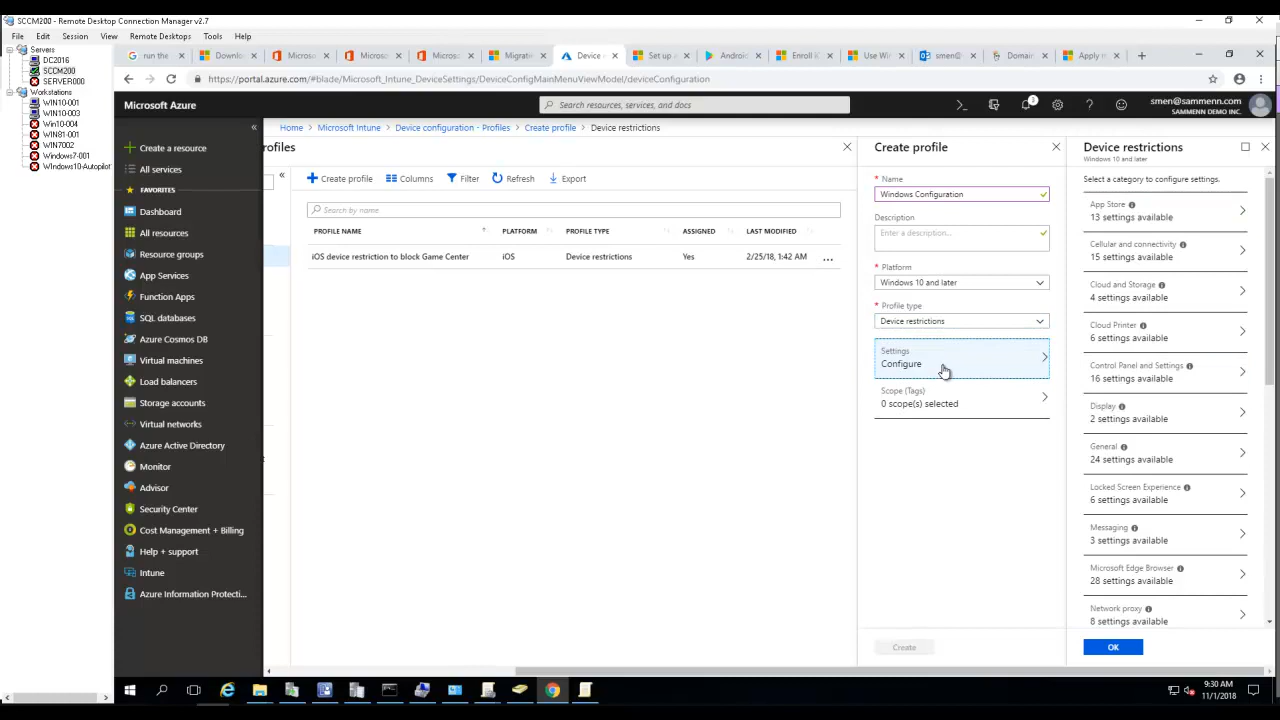 SCCM200 - Remote Desktop Connection Manager v2.7
File Edit Session View Remote Desktops Tools Help
Servers
DC2016
SCCM200
SERVER000
Workstations
WIN10-001
WIN10-003
Win10-004
WIN81-001
WIN7002
Windows7-001
Windows10-Autopilot
run the
Downlo
Micros
Micros
Micros
Migrat
Device
Set up
Android
Enroll
Use Win
smen@
Domain
Apply m
https://portal.azure.com/#blade/Microsoft_Intune_DeviceSettings/DeviceConfigMainMenuViewModel/deviceConfiguration
Microsoft Azure
Search resources, services, and docs
3
smen@sammenn.com
SAMMENN DEMO INC.
Create a resource
All services
FAVORITES
Dashboard
All resources
Resource groups
App Services
Function Apps
SQL databases
Azure Cosmos DB
Virtual machines
Load balancers
Storage accounts
Virtual networks
Azure Active Directory
Monitor
Advisor
Security Center
Cost Management + Billing
Help + support
Intune
Azure Information Protecti...
Home > Microsoft Intune > Device configuration - Profiles > Create profile > Device restrictions
rofiles
Create profile Columns Filter Refresh Export
Search by name
PROFILE NAME PLATFORM PROFILE TYPE ASSIGNED LAST MODIFIED
iOS device restriction to block Game Center iOS Device restrictions Yes 2/25/18, 1:42 AM ...
Create profile
* Name
Windows Configuration
Description
Enter a description...
* Platform
Windows 10 and later
* Profile type
Device restrictions
Settings
Configure
Scope (Tags)
0 scope(s) selected
Create
Device restrictions
Windows 10 and later
Select a category to configure settings.
App Store
13 settings available
Cellular and connectivity
15 settings available
Cloud and Storage
4 settings available
Cloud Printer
6 settings available
Control Panel and Settings
16 settings available
Display
2 settings available
General
24 settings available
Locked Screen Experience
6 settings available
Messaging
3 settings available
Microsoft Edge Browser
28 settings available
Network proxy
8 settings available
OK
9:30 AM
11/1/2018